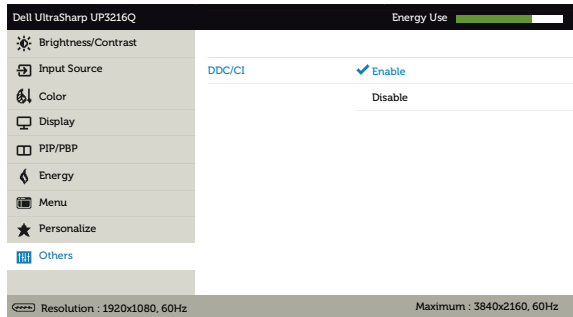 Dell UltraSharp UP3216Q
Energy Use
Brightness/Contrast
Input Source
DDC/CI
Enable
Color
Disable
Display
PIP/PBP
Energy
Menu
Personalize
Others
Resolution : 1920x1080, 60Hz
Maximum : 3840x2160, 60Hz